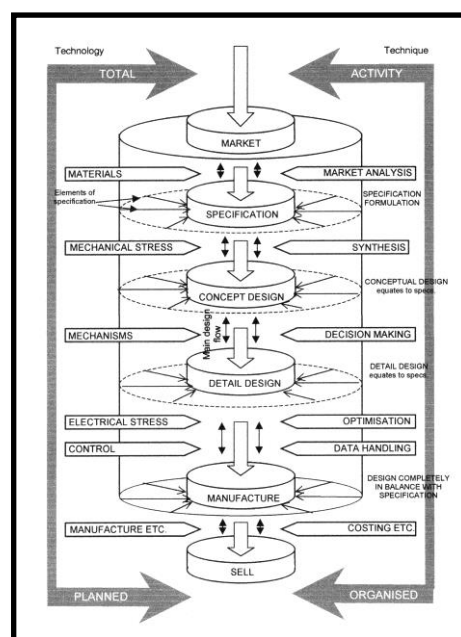 Technology
Technique
TOTAL
ACTIVITY
MARKET
MATERIALS
MARKET ANALYSIS
Elements of
specification
SPECIFICATION
FORMULATION
SPECIFICATION
MECHANICAL STRESS
SYNTHESIS
CONCEPT DESIGN
CONCEPTUAL DESIGN
equates to specs.
Main design
flow
MECHANISMS
DECISION MAKING
DETAIL DESIGN
DETAIL DESIGN
equates to specs.
ELECTRICAL STRESS
OPTIMISATION
CONTROL
DATA HANDLING
MANUFACTURE
DESIGN COMPLETELY
IN BALANCE WITH
SPECIFICATION
MANUFACTURE ETC.
COSTING ETC.
SELL
PLANNED
ORGANISED